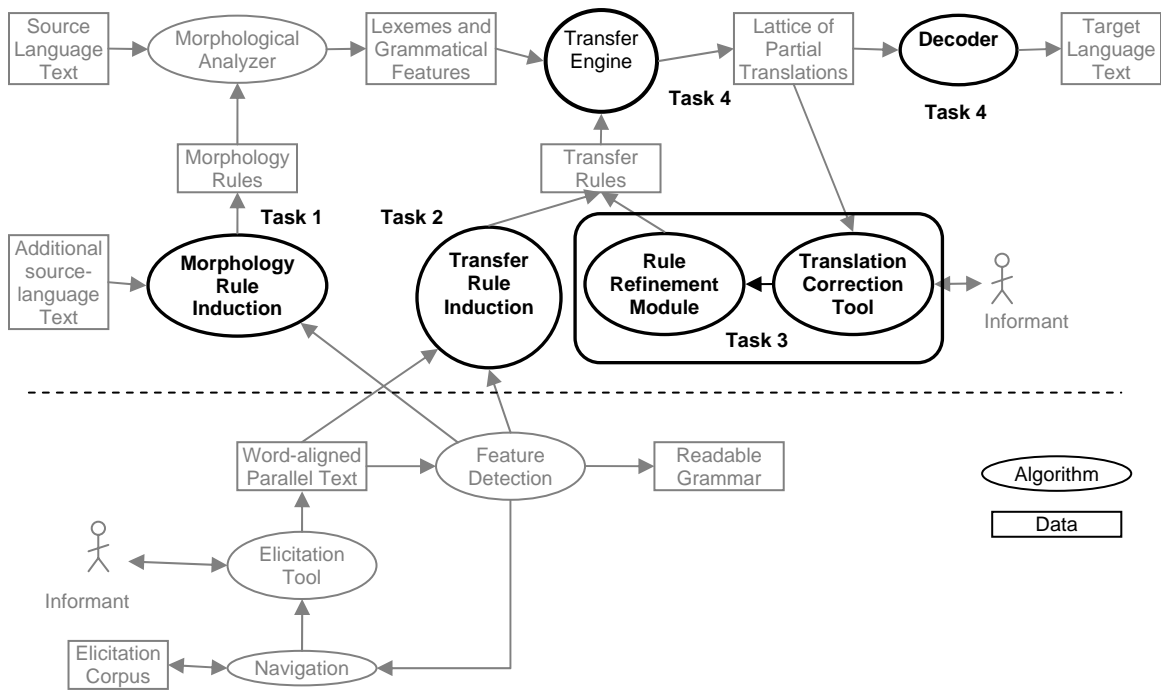 Source
Language
Text
Morphological
Analyzer
Lexemes and
Grammatical
Features
Transfer
Engine
Lattice of
Partial
Translations
Decoder
Target
Language
Text
Task 4
Task 4
Morphology
Rules
Transfer
Rules
Task 1
Task 2
Additional
source-
language
Text
Morphology
Rule
Induction
Transfer
Rule
Induction
Rule
Refinement
Module
Translation
Correction
Tool
Informant
Task 3
Word-aligned
Parallel Text
Feature
Detection
Readable
Grammar
Algorithm
Data
Elicitation
Tool
Informant
Elicitation
Corpus
Navigation